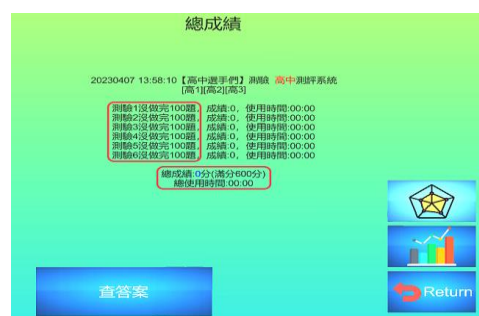 總成績
20230407 13:58:10【高中選手們】測驗 高中測評系統
[高1][高2][高3]
測驗1沒做完100題, 成績:0, 使用時間:00:00
測驗2沒做完100題, 成績:0, 使用時間:00:00
測驗3沒做完100題, 成績:0, 使用時間:00:00
測驗4沒做完100題, 成績:0, 使用時間:00:00
測驗5沒做完100題, 成績:0, 使用時間:00:00
測驗6沒做完100題, 成績:0, 使用時間:00:00
總成績:0分(滿分600分)
總使用時間:00:00
查答案
Return